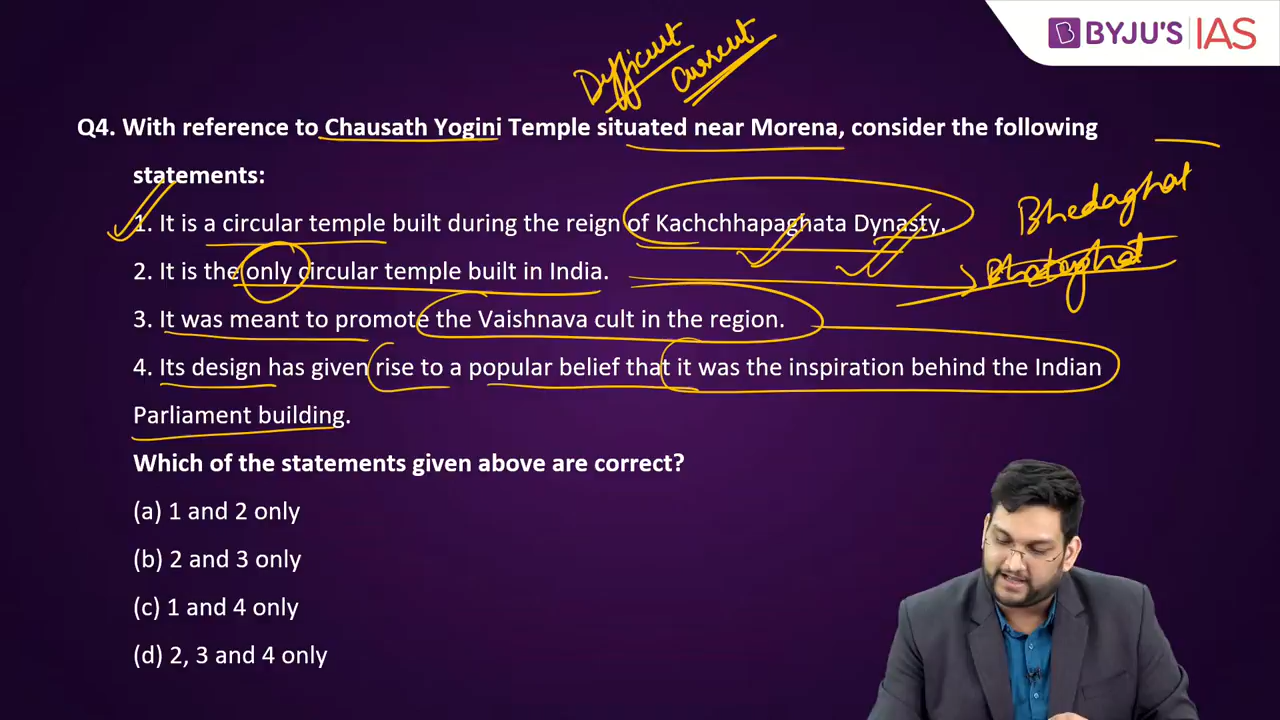 BYJU'S IAS
Difficult
Current
Q4. With reference to Chausath Yogini Temple situated near Morena, consider the following
statements:
1. It is a circular temple built during the reign of Kachchhapaghata Dynasty.
Bhedaghat
2. It is the only circular temple built in India.
3. It was meant to promote the Vaishnava cult in the region.
4. Its design has given rise to a popular belief that it was the inspiration behind the Indian
Parliament building.
Which of the statements given above are correct?
(a) 1 and 2 only
(b) 2 and 3 only
(c) 1 and 4 only
(d) 2, 3 and 4 only